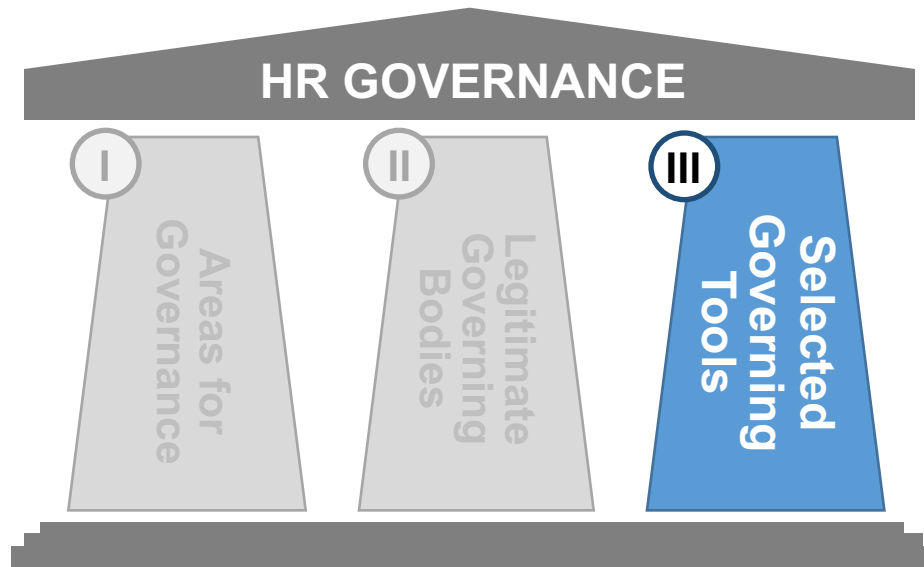 HR GOVERNANCE
I
Areas for
Governance
II
Legitimate
Governing
Bodies
III
Selected
Governing
Tools